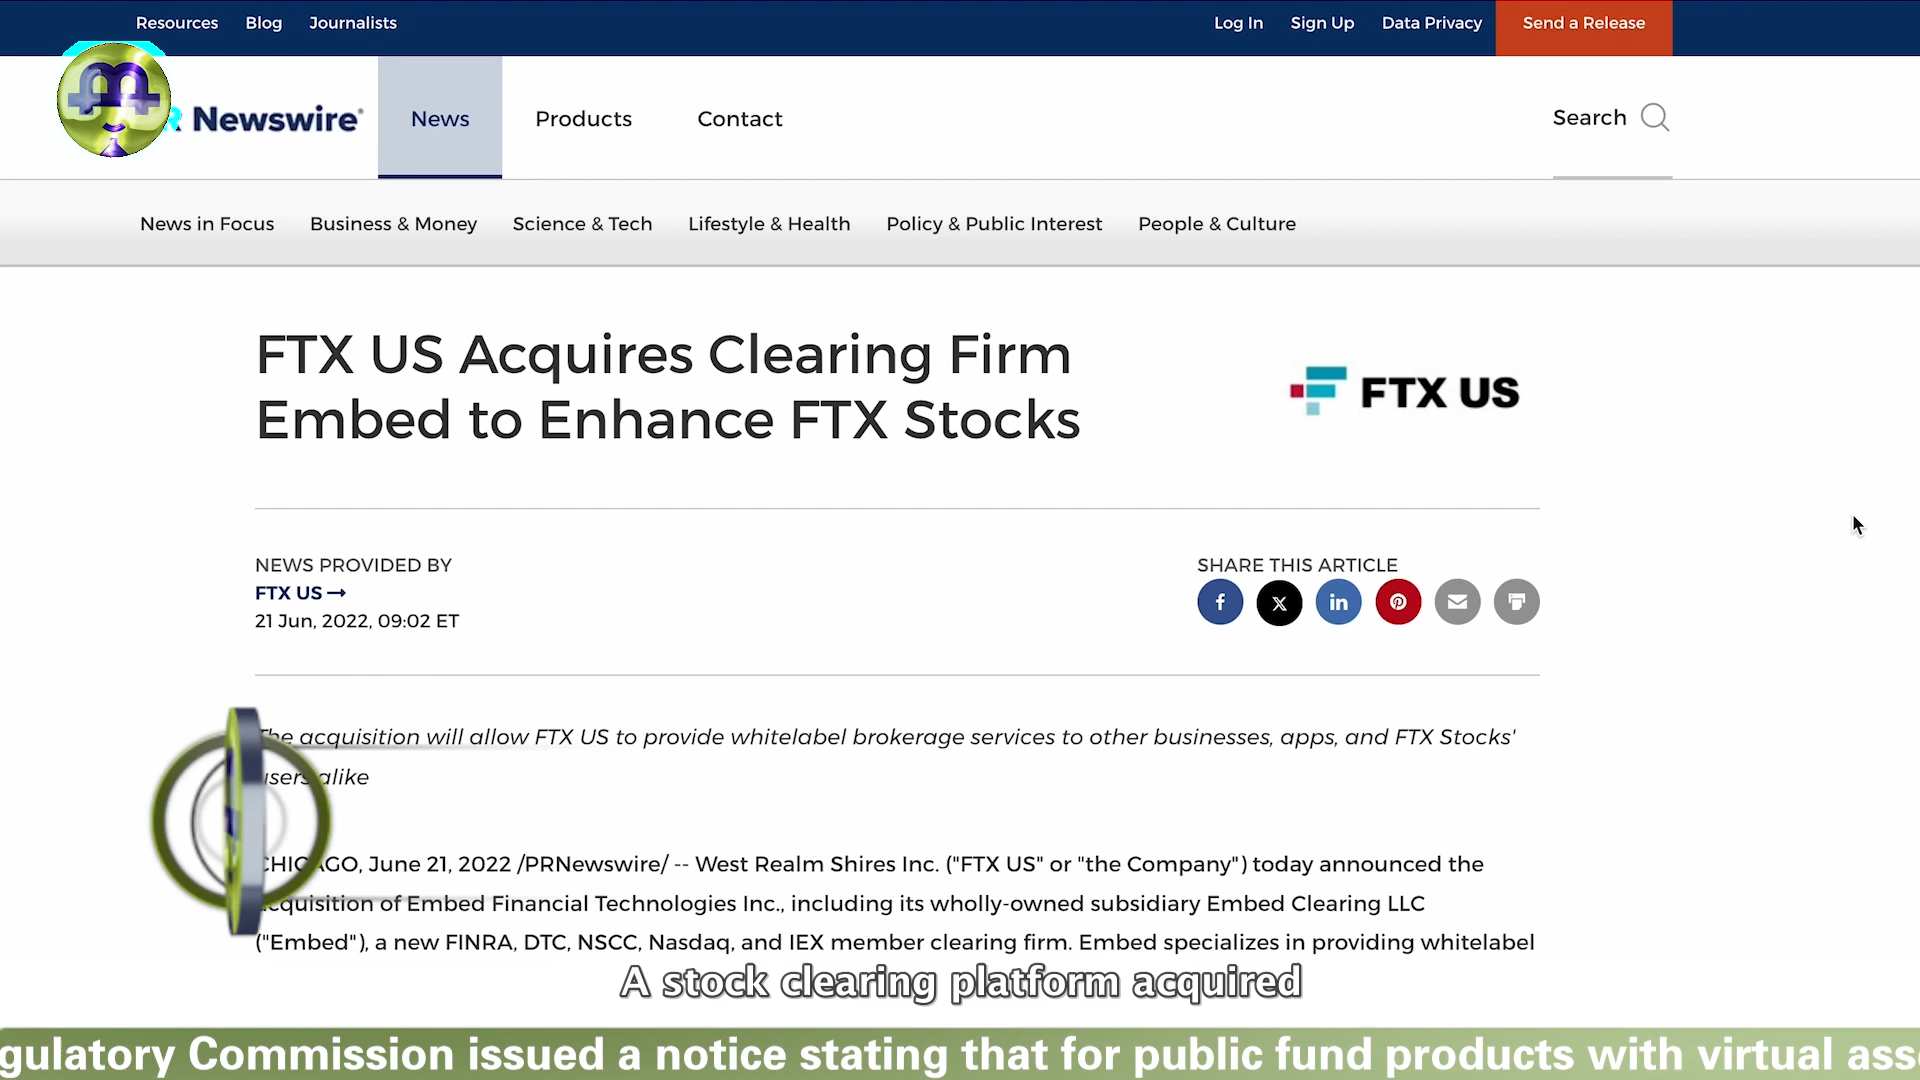 Resources Blog Journalists Log In Sign Up Data Privacy Send a Release
Newswire News Products Contact Search
News in Focus Business & Money Science & Tech Lifestyle & Health Policy & Public Interest People & Culture
FTX US Acquires Clearing Firm
Embed to Enhance FTX Stocks
FTX US
NEWS PROVIDED BY
FTX US →
21 Jun, 2022, 09:02 ET
SHARE THIS ARTICLE
The acquisition will allow FTX US to provide whitelabel brokerage services to other businesses, apps, and FTX Stocks'
users alike
CHICAGO, June 21, 2022 /PRNewswire/ -- West Realm Shires Inc. ("FTX US" or "the Company") today announced the
acquisition of Embed Financial Technologies Inc., including its wholly-owned subsidiary Embed Clearing LLC
("Embed"), a new FINRA, DTC, NSCC, Nasdaq, and IEX member clearing firm. Embed specializes in providing whitelabel
A stock clearing platform acquired
gulatory Commission issued a notice stating that for public fund products with virtual ass